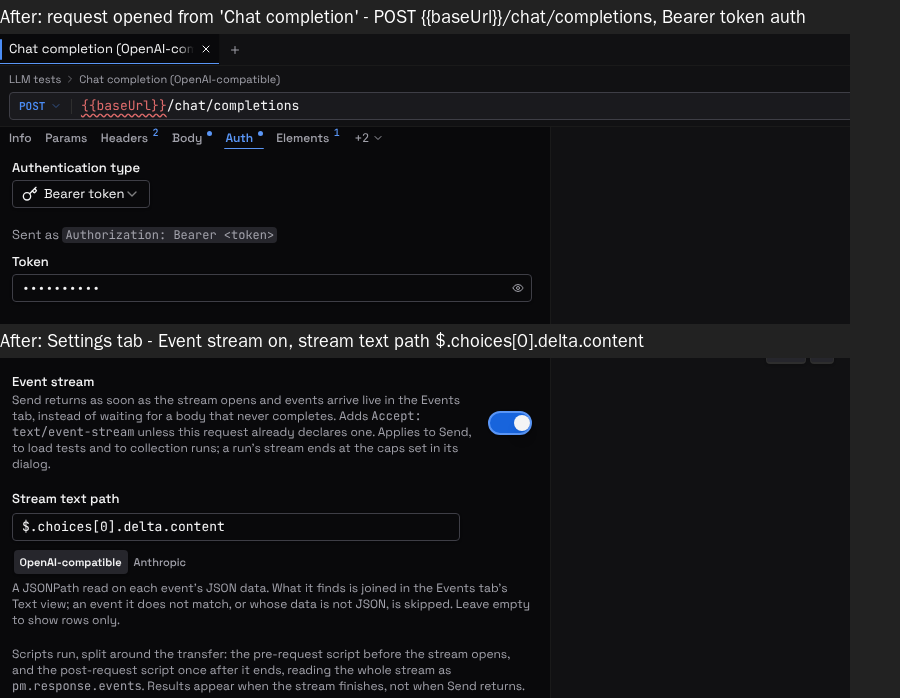 After: request opened from 'Chat completion' - POST {{baseUrl}}/chat/completions, Bearer token auth
Chat completion (OpenAI-con
LLM tests > Chat completion (OpenAI-compatible)
POST {{baseUrl}}/chat/completions
Info Params Headers 2 Body Auth Elements 1 +2
Authentication type
Bearer token
Sent as Authorization: Bearer <token>
Token
••••••••••
After: Settings tab - Event stream on, stream text path $.choices[0].delta.content
Event stream
Send returns as soon as the stream opens and events arrive live in the Events
tab, instead of waiting for a body that never completes. Adds Accept:
text/event-stream unless this request already declares one. Applies to Send,
to load tests and to collection runs; a run's stream ends at the caps set in its
dialog.
Stream text path
$.choices[0].delta.content
OpenAI-compatible Anthropic
A JSONPath read on each event's JSON data. What it finds is joined in the Events tab's
Text view; an event it does not match, or whose data is not JSON, is skipped. Leave empty
to show rows only.
Scripts run, split around the transfer: the pre-request script before the stream opens,
and the post-request script once after it ends, reading the whole stream as
pm.response.events. Results appear when the stream finishes, not when Send returns.